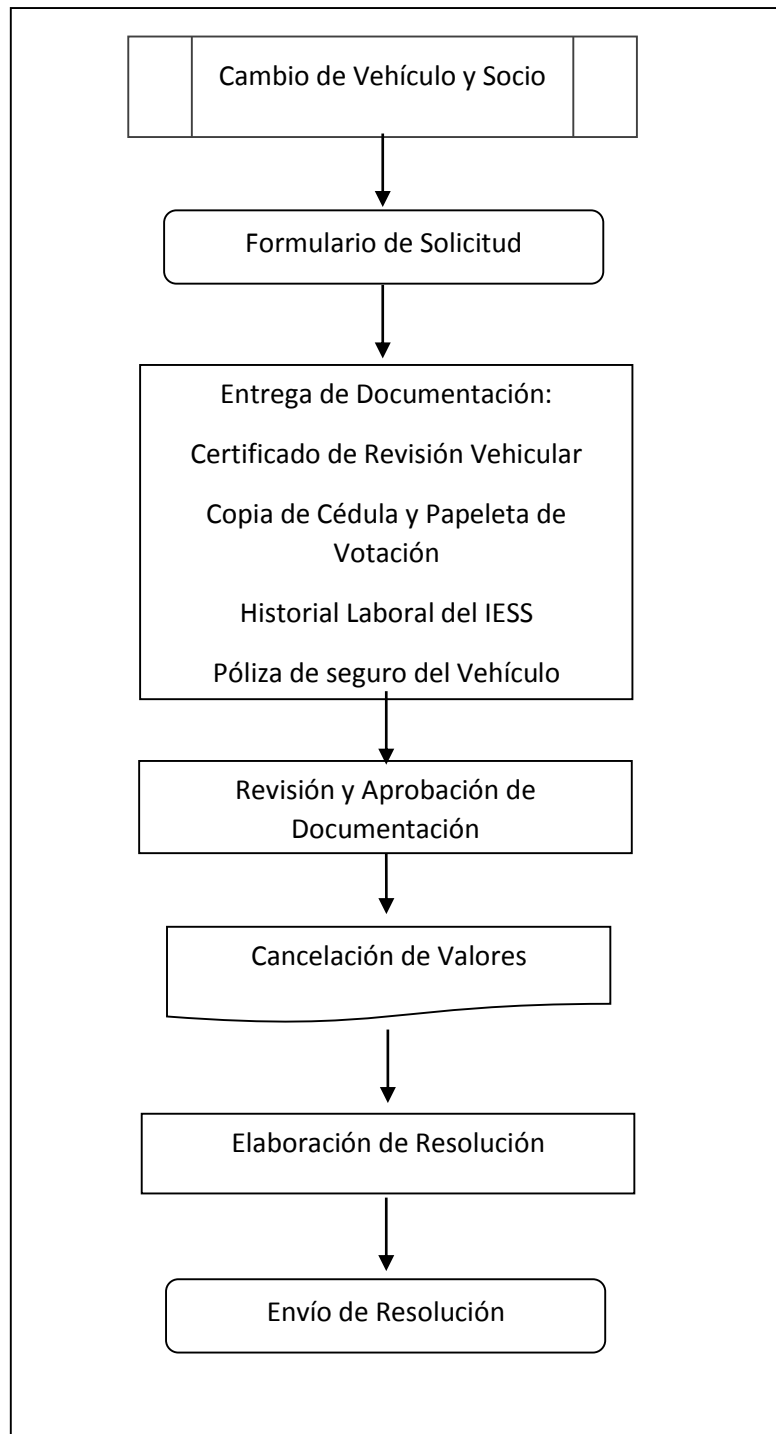 Cambio de Vehículo y Socio
Formulario de Solicitud
Entrega de Documentación:
Certificado de Revisión Vehicular
Copia de Cédula y Papeleta de
Votación
Historial Laboral del IESS
Póliza de seguro del Vehículo
Revisión y Aprobación de
Documentación
Cancelación de Valores
Elaboración de Resolución
Envío de Resolución